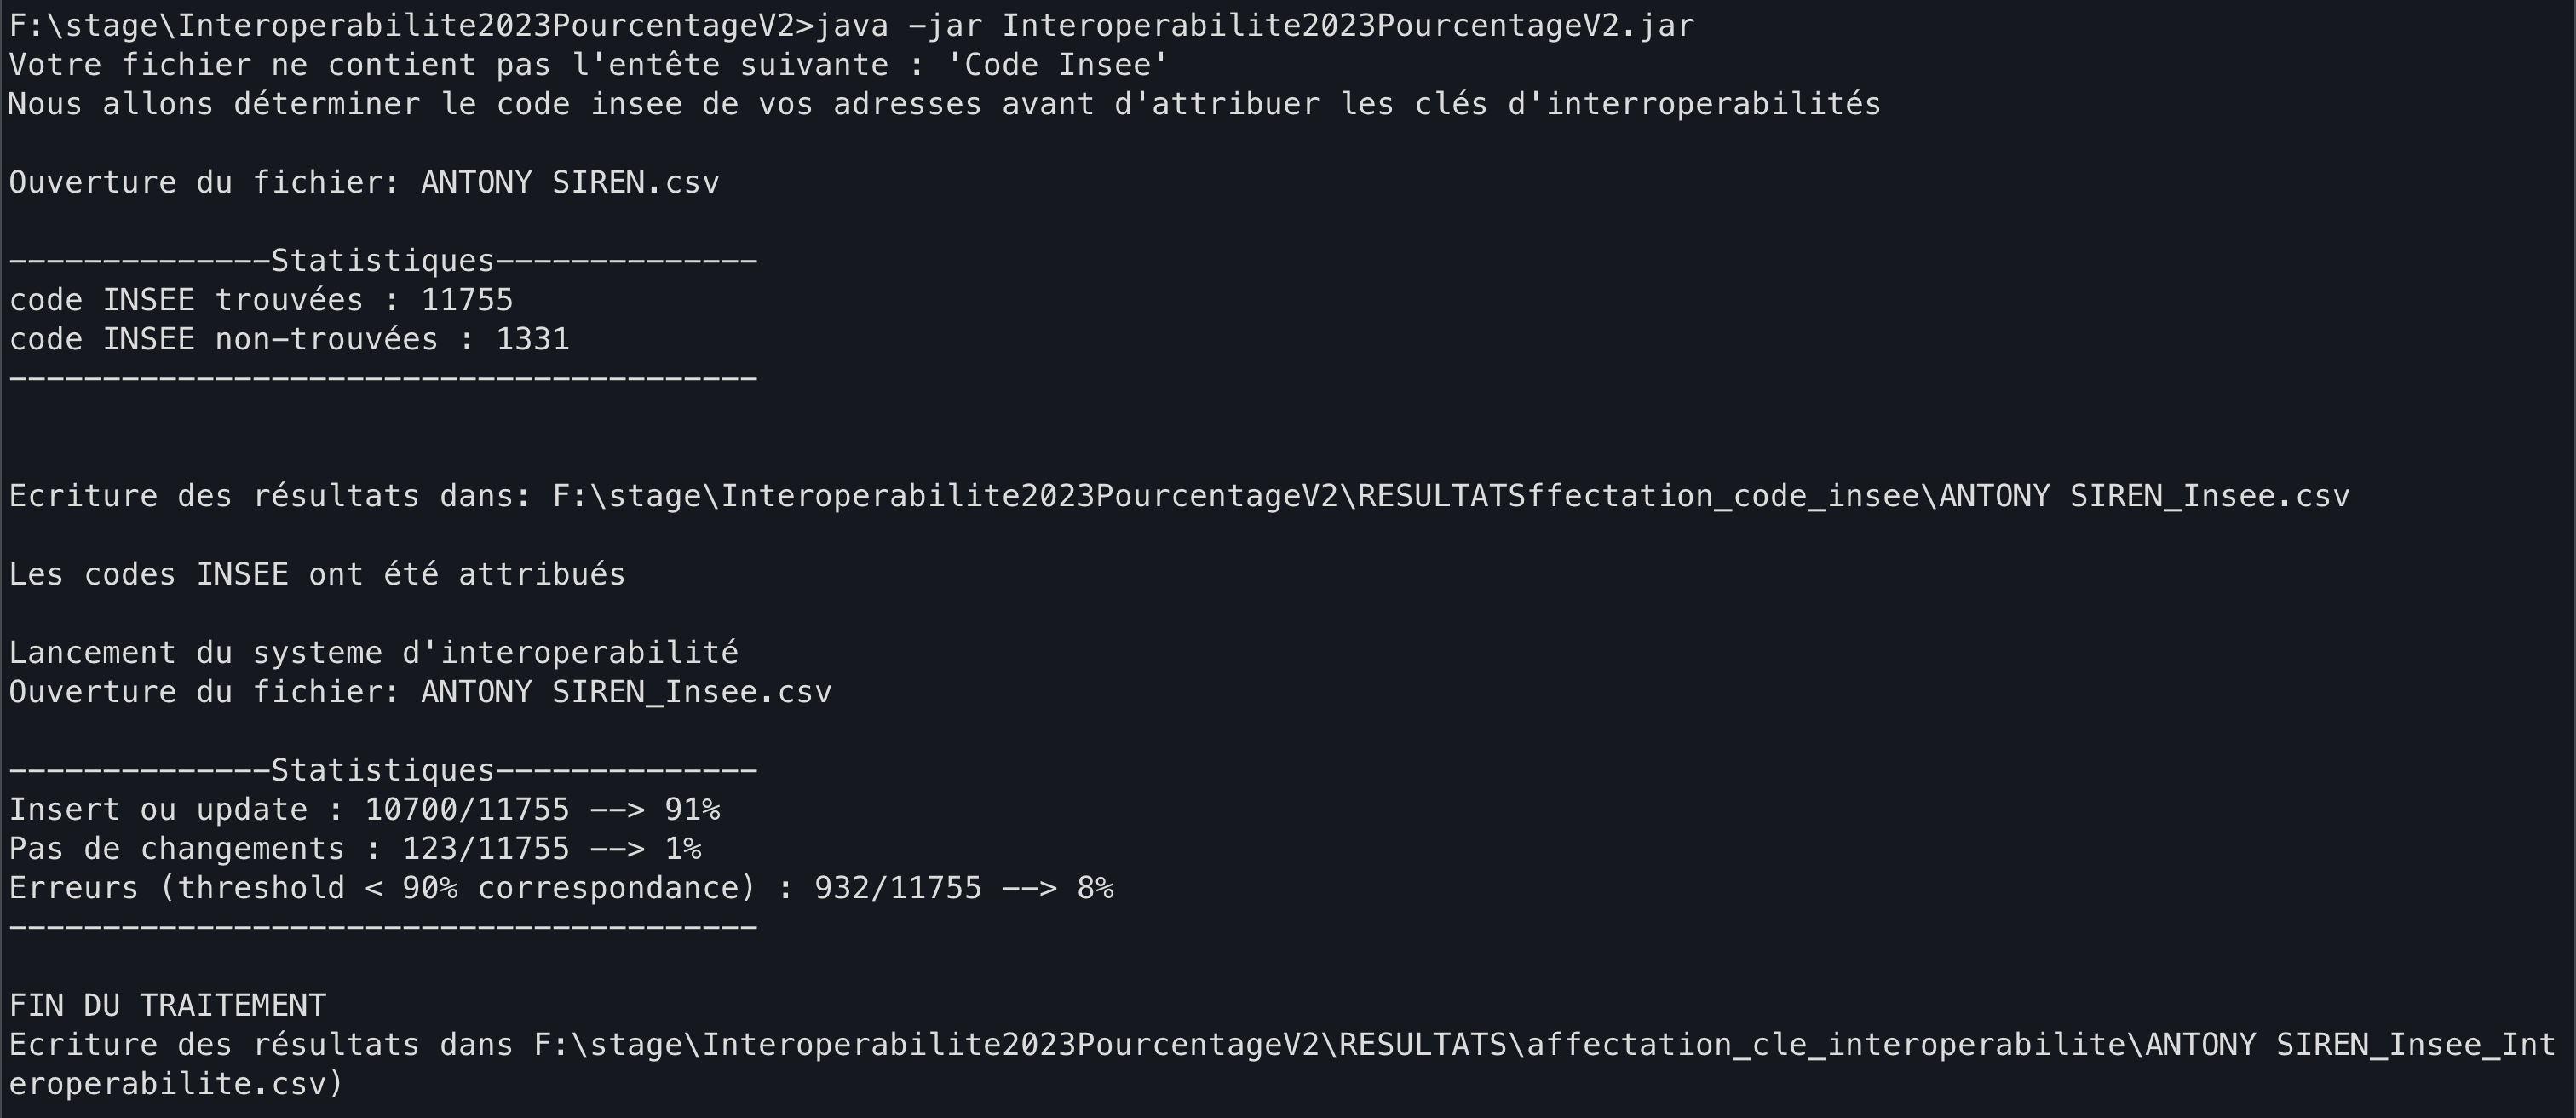 F:\stage\Interoperabilite2023PourcentageV2>java -jar Interoperabilite2023PourcentageV2.jar
Votre fichier ne contient pas l'entête suivante : 'Code Insee'
Nous allons déterminer le code insee de vos adresses avant d'attribuer les clés d'interroperabilités
Ouverture du fichier: ANTONY SIREN.csv
--------------Statistiques--------------
code INSEE trouvées : 11755
code INSEE non-trouvées : 1331
----------------------------------------
Ecriture des résultats dans: F:\stage\Interoperabilite2023PourcentageV2\RESULTATSffectation_code_insee\ANTONY SIREN_Insee.csv
Les codes INSEE ont été attribués
Lancement du systeme d'interoperabilité
Ouverture du fichier: ANTONY SIREN_Insee.csv
--------------Statistiques--------------
Insert ou update : 10700/11755 --> 91%
Pas de changements : 123/11755 --> 1%
Erreurs (threshold < 90% correspondance) : 932/11755 --> 8%
----------------------------------------
FIN DU TRAITEMENT
Ecriture des résultats dans F:\stage\Interoperabilite2023PourcentageV2\RESULTATS\affectation_cle_interoperabilite\ANTONY SIREN_Insee_Int
eroperabilite.csv)